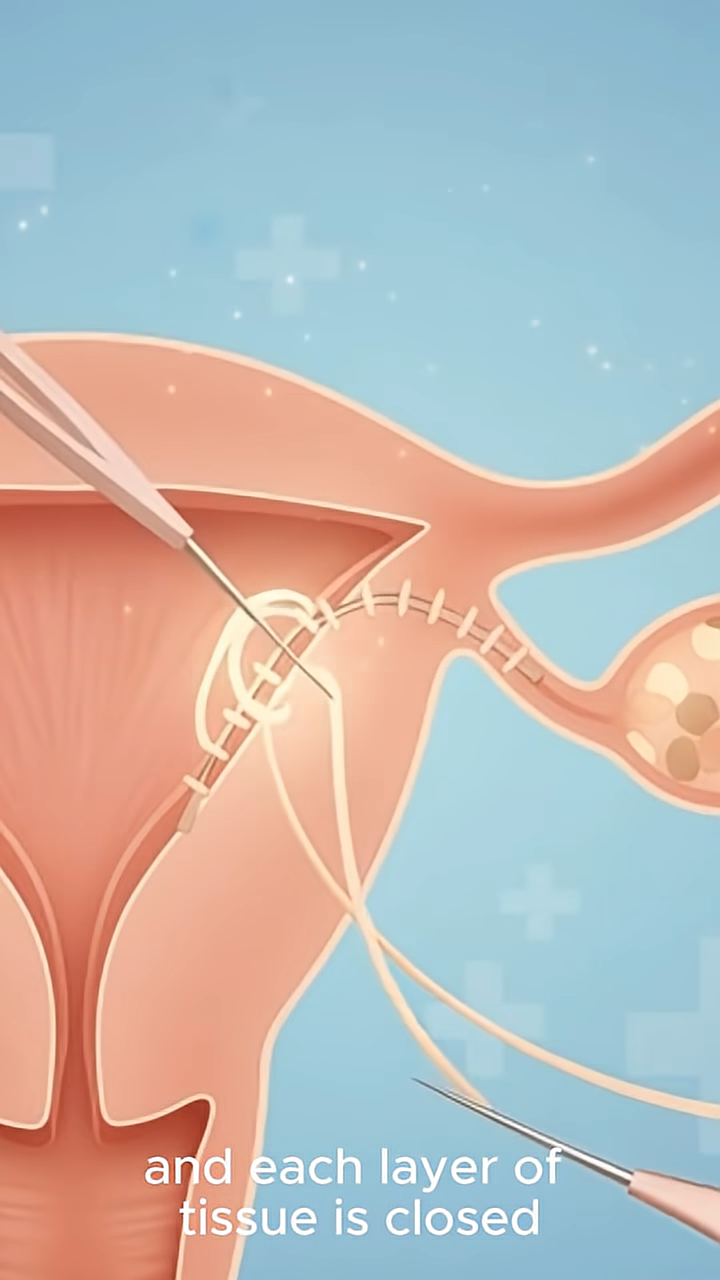 and each layer of
tissue is closed